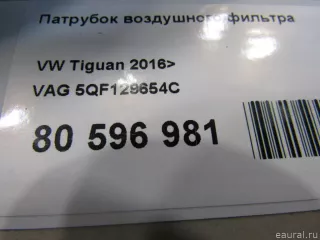 Патрубок воздушного фильтра
VW Tiguan 2016>
VAG 5QF129654C
80 596 981
eaural.ru